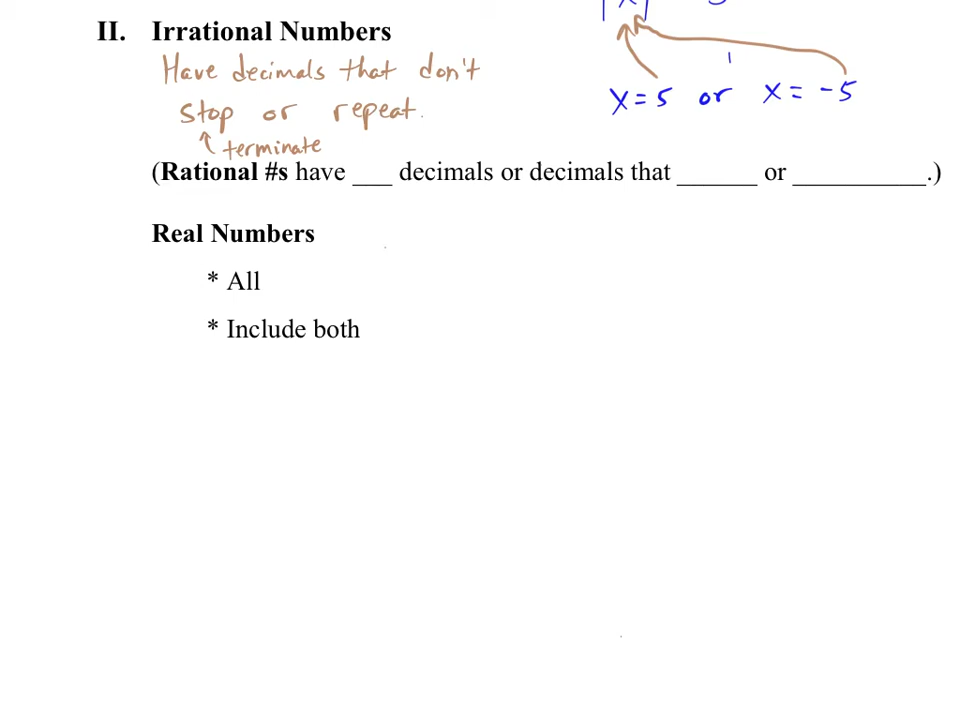 II. Irrational Numbers
Have decimals that don't
stop or repeat.
terminate
x = 5 or x = -5
(Rational #s have ___ decimals or decimals that ______ or __________.)
Real Numbers
* All
* Include both